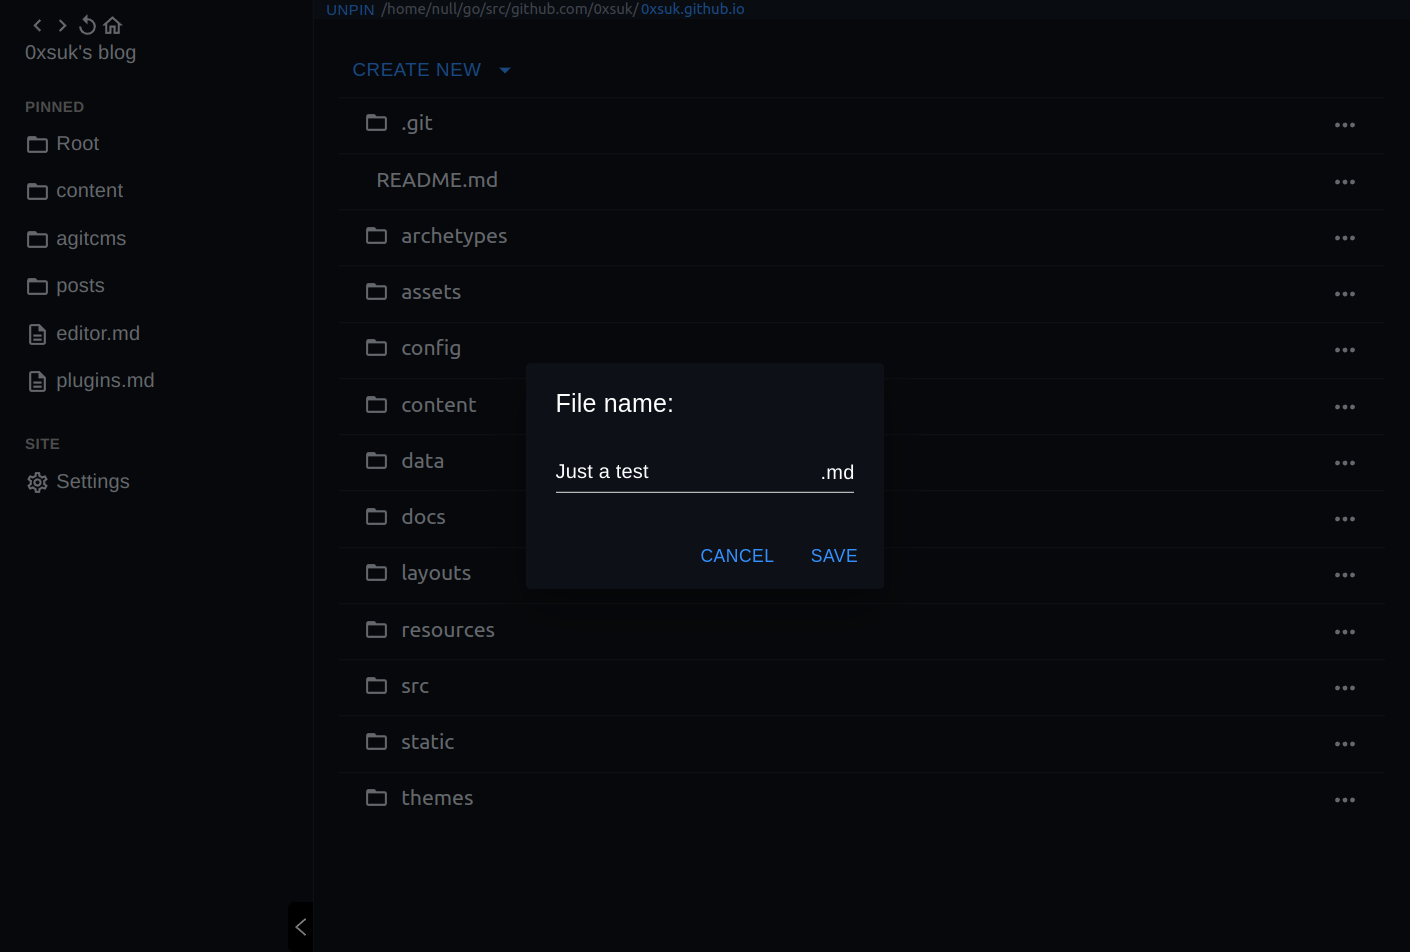 0xsuk's blog
PINNED
Root
content
agitcms
posts
editor.md
plugins.md
SITE
Settings
UNPIN /home/null/go/src/github.com/0xsuk/0xsuk.github.io
CREATE NEW
.git
README.md
archetypes
assets
config
content
data
docs
layouts
resources
src
static
themes
File name:
Just a test .md
CANCEL SAVE